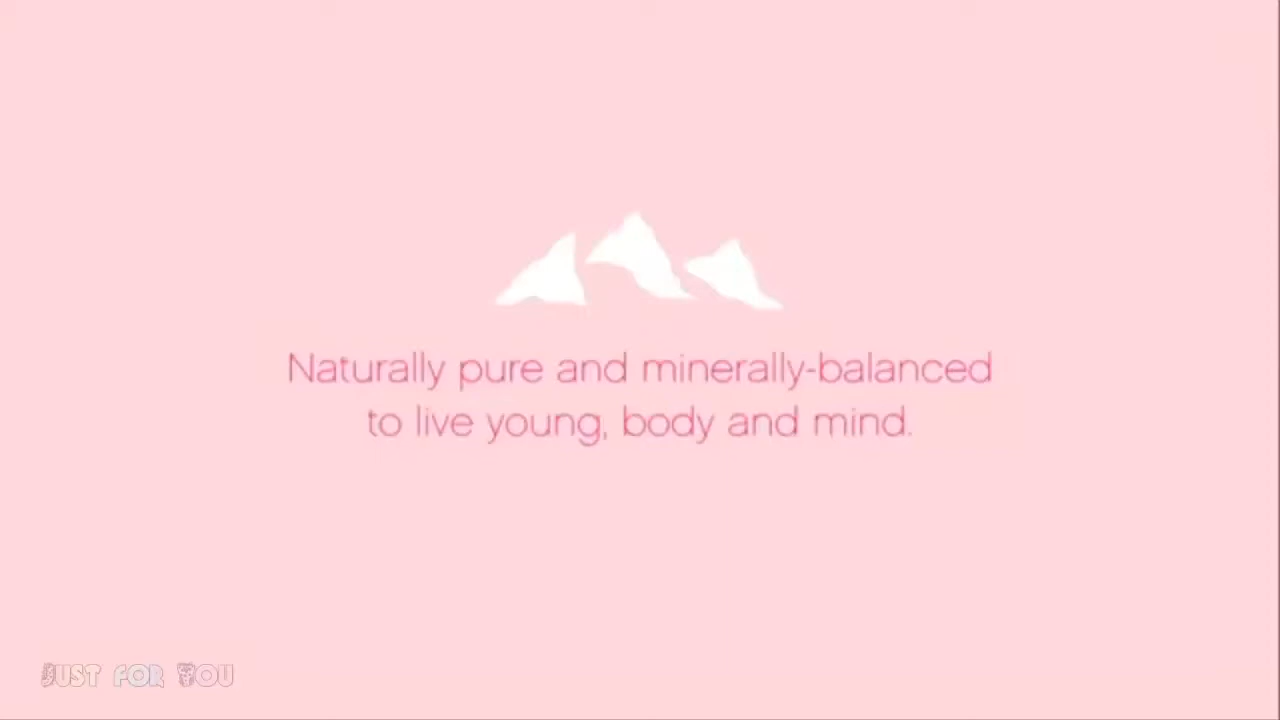 Naturally pure and minerally-balanced
to live young, body and mind.
JUST FOR YOU